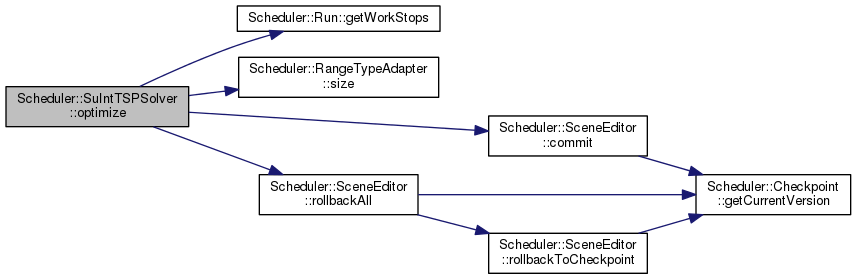 Scheduler::Run::getWorkStops
Scheduler::RangeTypeAdapter
::size
Scheduler::SuIntTSPSolver
::optimize
Scheduler::SceneEditor
::commit
Scheduler::SceneEditor
::rollbackAll
Scheduler::Checkpoint
::getCurrentVersion
Scheduler::SceneEditor
::rollbackToCheckpoint